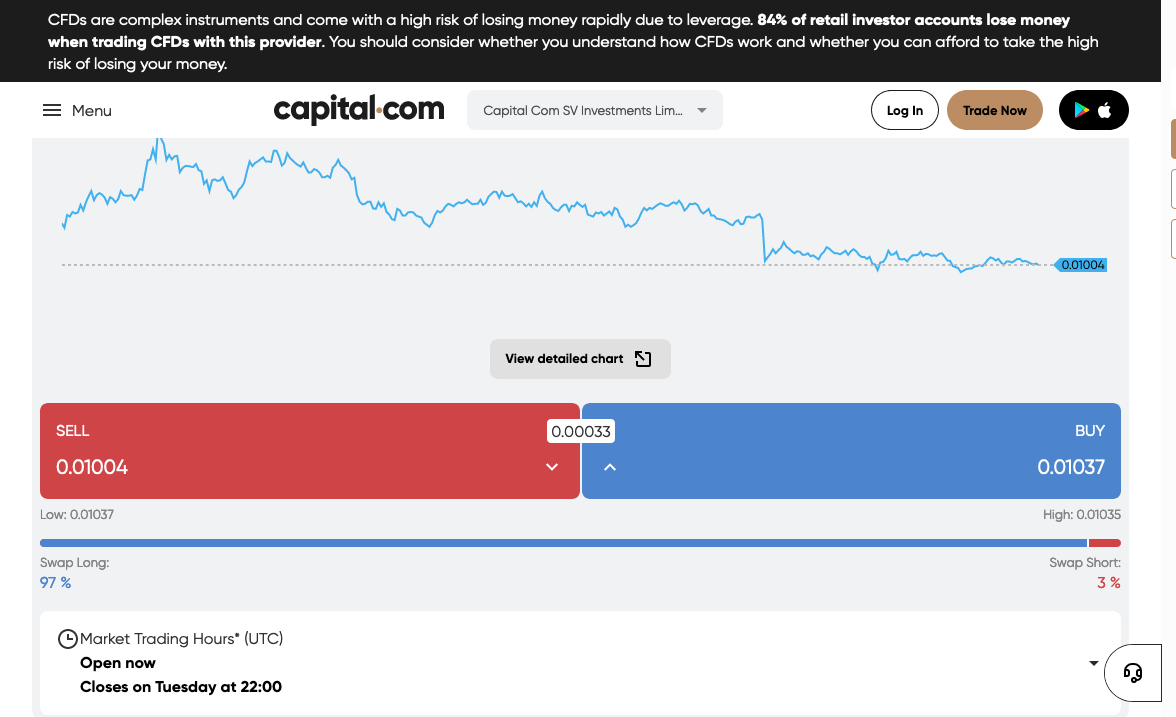 CFDs are complex instruments and come with a high risk of losing money rapidly due to leverage. 84% of retail investor accounts lose money
when trading CFDs with this provider. You should consider whether you understand how CFDs work and whether you can afford to take the high
risk of losing your money.
Menu
capital.com
Capital Com SV Investments Lim...
Log In
Trade Now
0.01004
View detailed chart
SELL
0.00033
BUY
0.01004
0.01037
Low: 0.01037
High: 0.01035
Swap Long:
Swap Short:
97 %
3 %
Market Trading Hours* (UTC)
Open now
Closes on Tuesday at 22:00